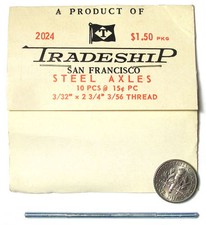 A PRODUCT OF
T
2024 $1.50 PKG
TRADESHIP
SAN FRANCISCO
STEEL AXLES
10 PCS @ 15¢ PC
3/32" x 2 3/4" 3/56 THREAD